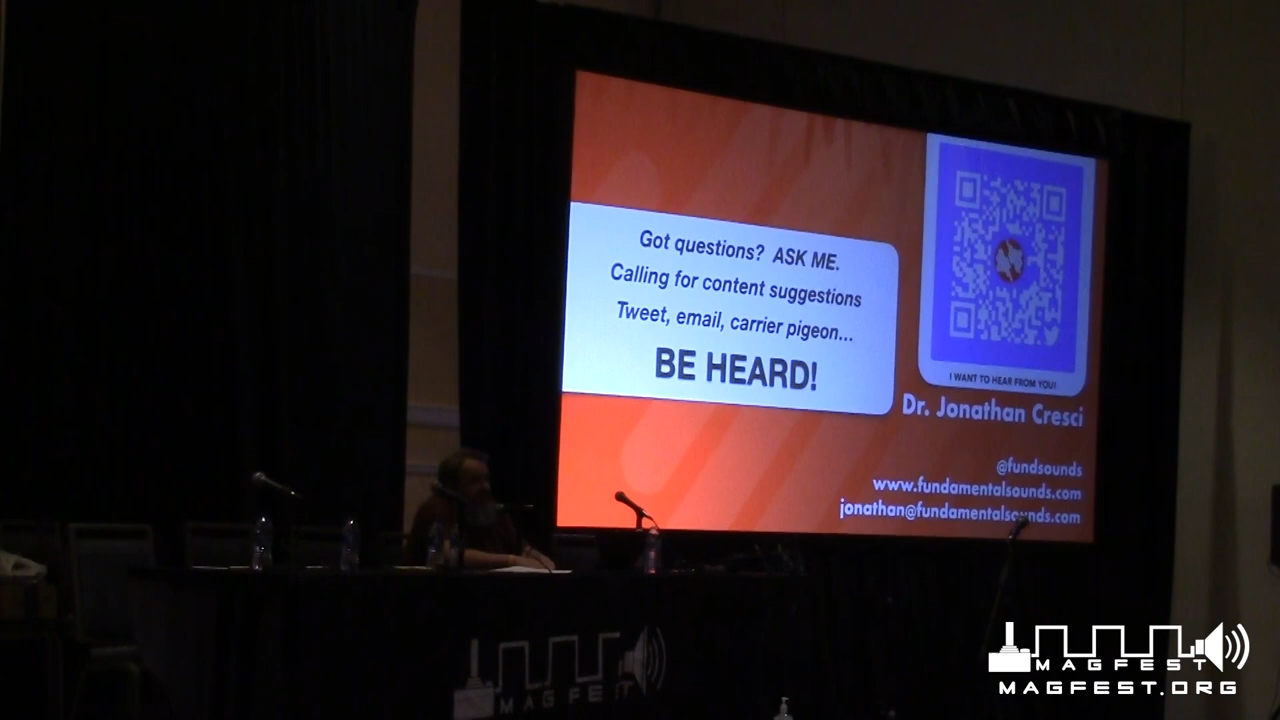 Got questions? ASK ME.
Calling for content suggestions
Tweet, email, carrier pigeon...
BE HEARD!
I WANT TO HEAR FROM YOU!
Dr. Jonathan Cresci
@fundsounds
www.fundamentalsounds.com
jonathan@fundamentalsounds.com
MAGFEST
MAGFEST
MAGFEST.ORG